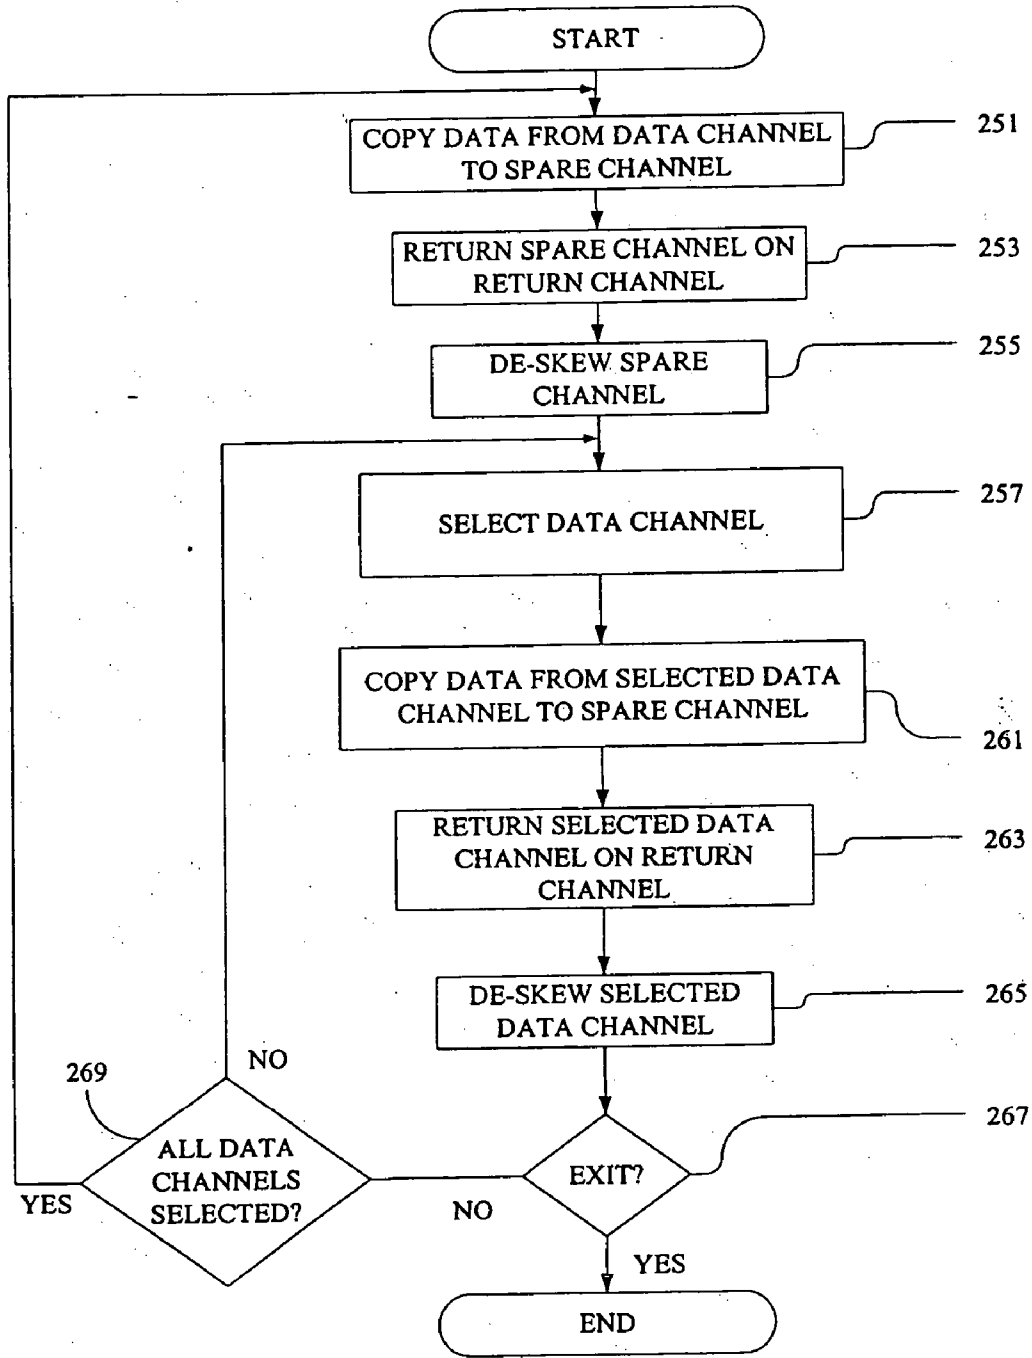 START
COPY DATA FROM DATA CHANNEL
TO SPARE CHANNEL
251
RETURN SPARE CHANNEL ON
RETURN CHANNEL
253
DE-SKEW SPARE
CHANNEL
255
SELECT DATA CHANNEL
257
COPY DATA FROM SELECTED DATA
CHANNEL TO SPARE CHANNEL
261
RETURN SELECTED DATA
CHANNEL ON RETURN
CHANNEL
263
DE-SKEW SELECTED
DATA CHANNEL
265
NO
269
ALL DATA
CHANNELS
SELECTED?
YES
NO
EXIT?
267
YES
END